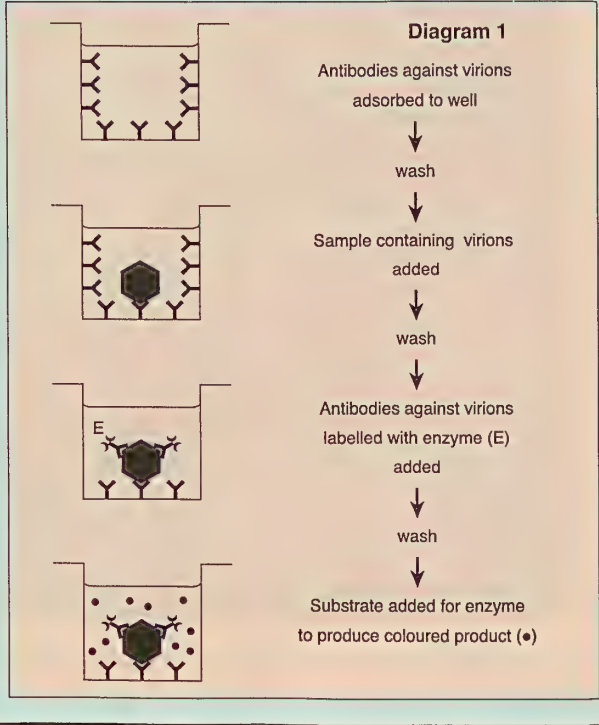 Diagram 1
Antibodies against virions
adsorbed to well
wash
Sample containing virions
added
wash
E
Antibodies against virions
labelled with enzyme (E)
added
wash
Substrate added for enzyme
to produce coloured product (●)